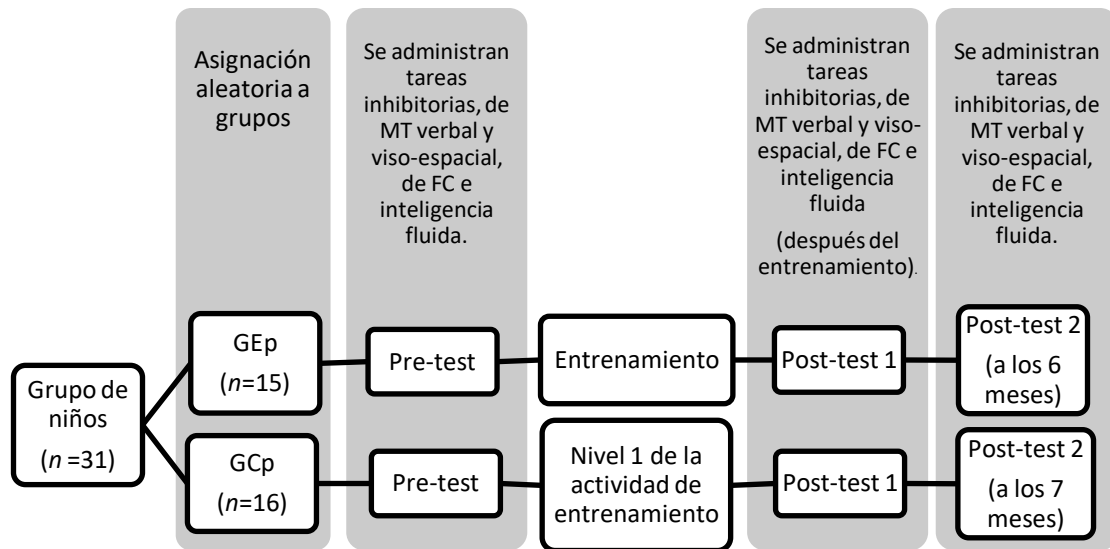 Asignación
aleatoria a
grupos
Se administran
tareas
inhibitorias, de
MT verbal y
viso-espacial,
de FC e
inteligencia
fluida.
Se administran
tareas
inhibitorias, de
MT verbal y viso-
espacial, de FC e
inteligencia
fluida
(después del
entrenamiento).
Se administran
tareas
inhibitorias, de
MT verbal y
viso-espacial,
de FC e
inteligencia
fluida.
Grupo de
niños
(n =31)
GEp
(n=15)
Pre-test
Entrenamiento
Post-test 1
Post-test 2
(a los 6
meses)
GCp
(n=16)
Pre-test
Nivel 1 de la
actividad de
entrenamiento
Post-test 1
Post-test 2
(a los 7
meses)